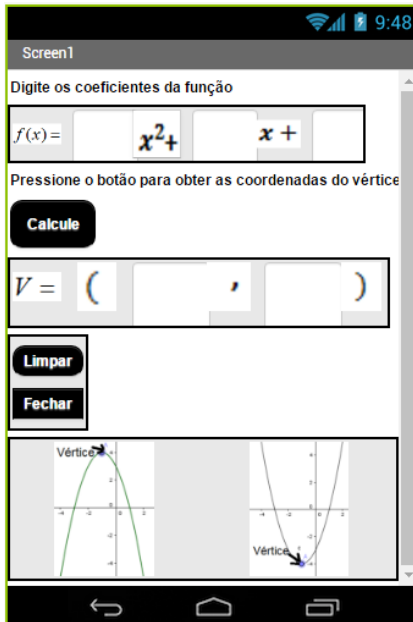 9:48
Screen1
Digite os coeficientes da função
f(x) = x²+ x +
Pressione o botão para obter as coordenadas do vértice
Calcule
V = ( , )
Limpar
Fechar
Vértice
Vértice